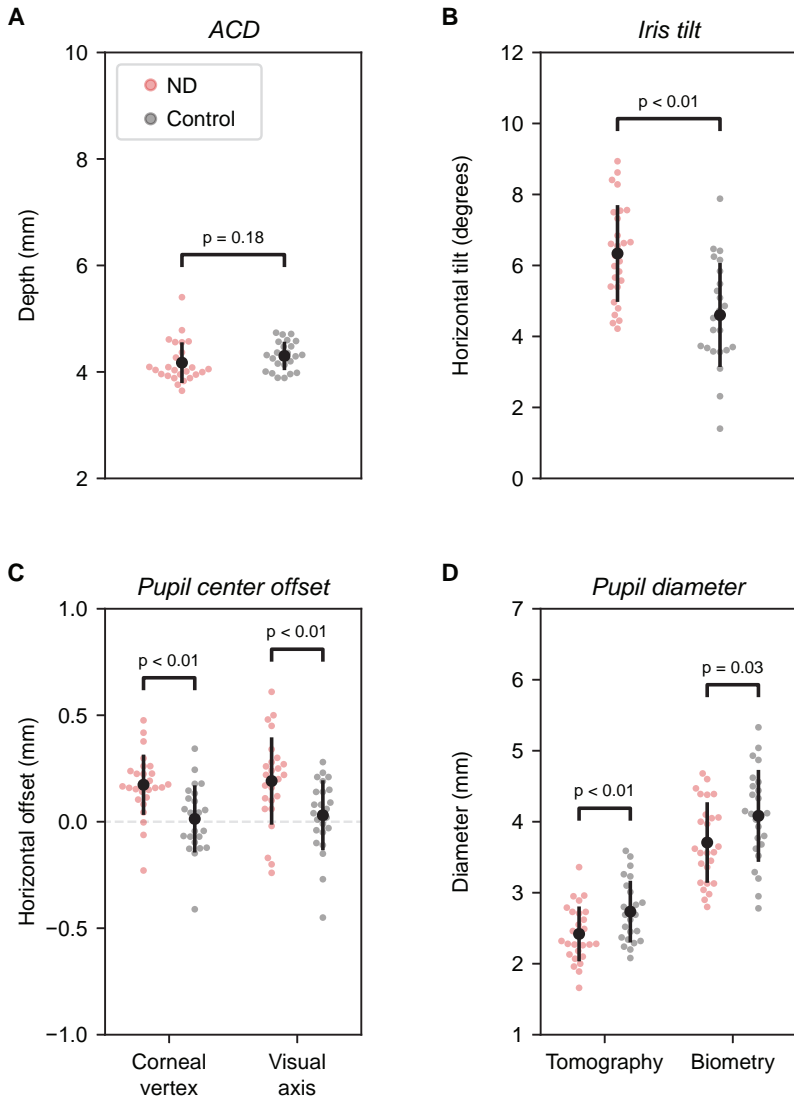 A
ACD
Depth (mm)
10
8
6
4
2
ND
Control
p = 0.18
B
Iris tilt
Horizontal tilt (degrees)
12
10
8
6
4
2
0
p < 0.01
C
Pupil center offset
Horizontal offset (mm)
1.0
0.5
0.0
−0.5
−1.0
p < 0.01
p < 0.01
Corneal
vertex
Visual
axis
D
Pupil diameter
Diameter (mm)
7
6
5
4
3
2
1
p < 0.01
p = 0.03
Tomography
Biometry